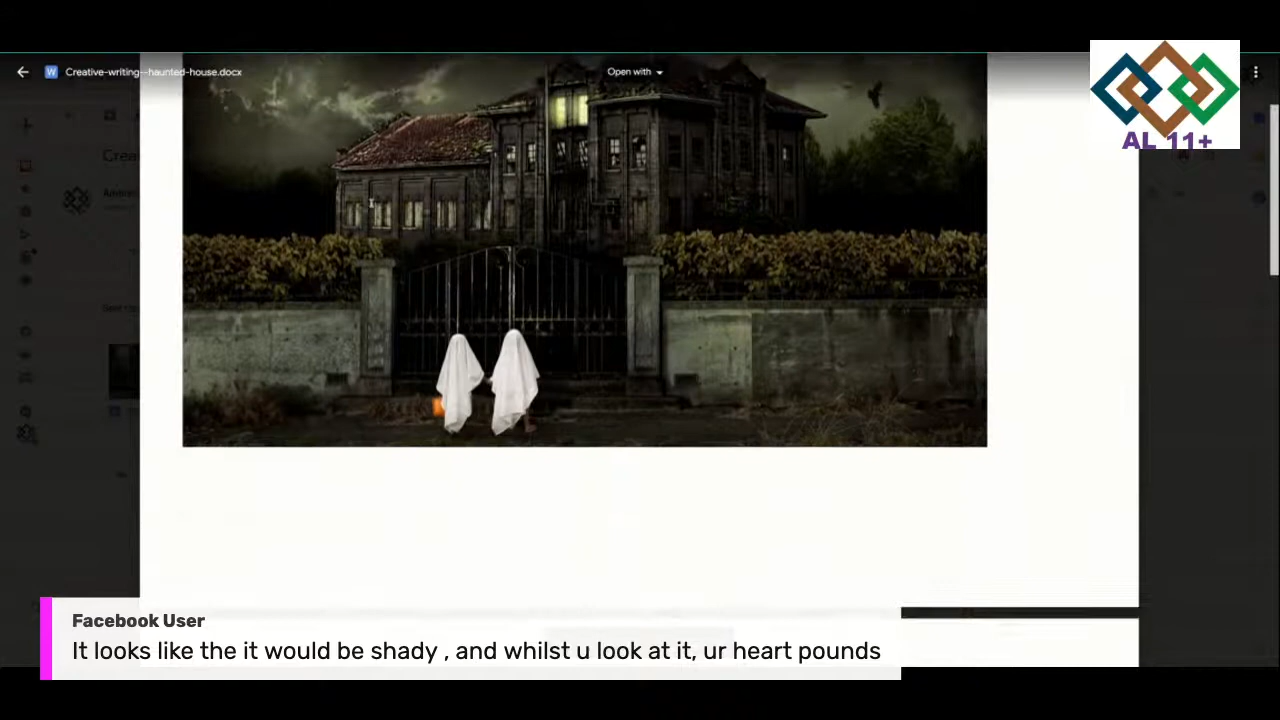 Creative-writing--haunted-house.docx
Open with
AL 11+
Facebook User
It looks like the it would be shady , and whilst u look at it, ur heart pounds